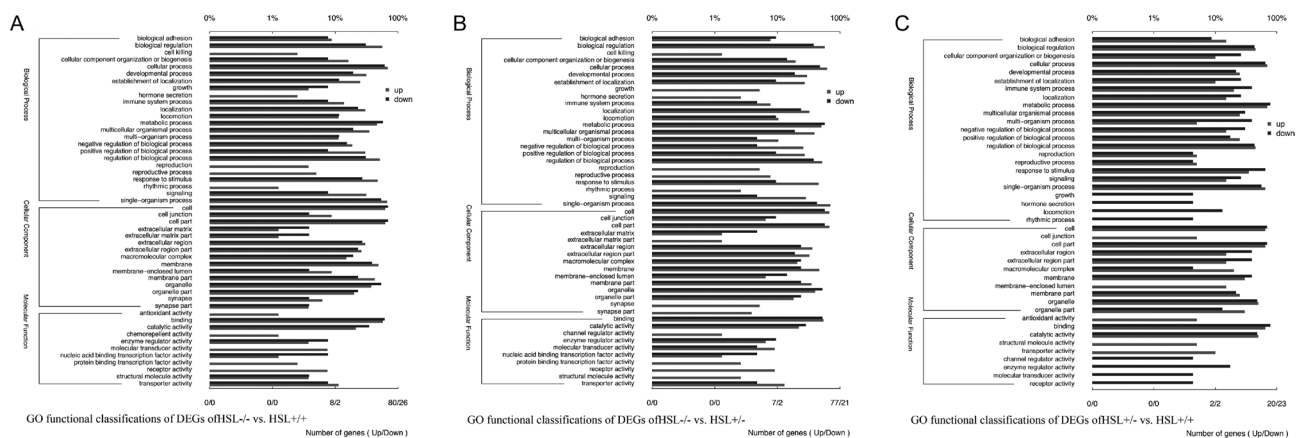 A
0/0 1% 10% 100%
Biological Process
biological adhesion
biological regulation
cell killing
cellular component organization or biogenesis
cellular process
developmental process
establishment of localization
growth
hormone secretion
immune system process
localization
locomotion
metabolic process
multicellular organismal process
multi-organism process
negative regulation of biological process
positive regulation of biological process
regulation of biological process
reproduction
reproductive process
response to stimulus
rhythmic process
signaling
single-organism process
Cellular Component
cell
cell junction
cell part
extracellular matrix
extracellular matrix part
extracellular region
extracellular region part
macromolecular complex
membrane
membrane-enclosed lumen
membrane part
organelle
organelle part
synapse
synapse part
Molecular Function
antioxidant activity
binding
catalytic activity
chemorepellent activity
enzyme regulator activity
molecular transducer activity
nucleic acid binding transcription factor activity
protein binding transcription factor activity
receptor activity
structural molecule activity
transporter activity
up
down
0/0 8/2 80/26
GO functional classifications of DEGs ofHSL-/- vs. HSL+/+
Number of genes ( Up/Down )
B
0/0 1% 10% 100%
Biological Process
biological adhesion
biological regulation
cell killing
cellular component organization or biogenesis
cellular process
developmental process
establishment of localization
growth
hormone secretion
immune system process
localization
locomotion
metabolic process
multicellular organismal process
multi-organism process
negative regulation of biological process
positive regulation of biological process
regulation of biological process
reproduction
reproductive process
response to stimulus
rhythmic process
signaling
single-organism process
Cellular Component
cell
cell junction
cell part
extracellular matrix
extracellular matrix part
extracellular region
extracellular region part
macromolecular complex
membrane
membrane-enclosed lumen
membrane part
organelle
organelle part
synapse
synapse part
Molecular Function
binding
catalytic activity
channel regulator activity
enzyme regulator activity
molecular transducer activity
nucleic acid binding transcription factor activity
protein binding transcription factor activity
receptor activity
structural molecule activity
transporter activity
up
down
0/0 7/2 77/21
GO functional classifications of DEGs ofHSL-/- vs. HSL+/-
Number of genes ( Up/Down )
C
0/0 1% 10% 100%
Biological Process
biological adhesion
biological regulation
cellular component organization or biogenesis
cellular process
developmental process
establishment of localization
immune system process
localization
metabolic process
multicellular organismal process
multi-organism process
negative regulation of biological process
positive regulation of biological process
regulation of biological process
reproduction
reproductive process
response to stimulus
signaling
single-organism process
growth
hormone secretion
locomotion
rhythmic process
Cellular Component
cell
cell junction
cell part
extracellular region
extracellular region part
macromolecular complex
membrane
membrane-enclosed lumen
membrane part
organelle
organelle part
Molecular Function
antioxidant activity
binding
catalytic activity
structural molecule activity
transporter activity
channel regulator activity
enzyme regulator activity
molecular transducer activity
receptor activity
up
down
0/0 2/2 20/23
GO functional classifications of DEGs ofHSL+/- vs. HSL+/+
Number of genes ( Up/Down )